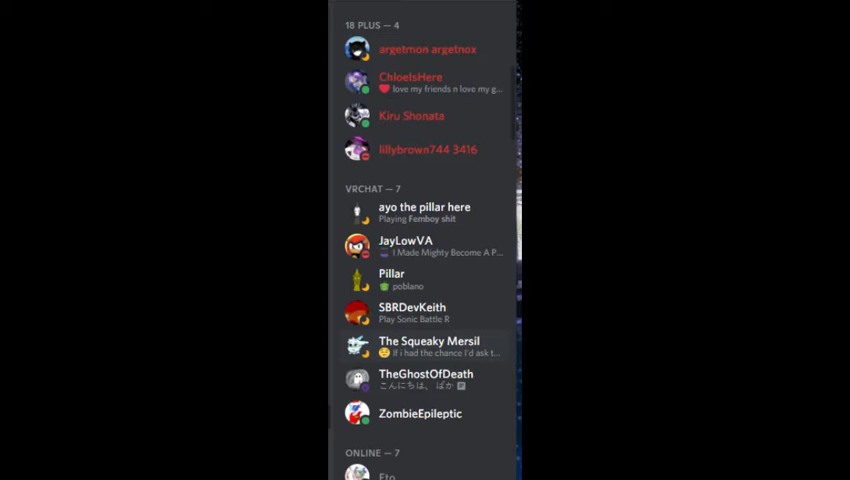 18 PLUS — 4
argetmon argetnox
ChloeIsHere
love my friends n love my g...
Kiru Shonata
lillybrown744 3416
VRCHAT — 7
ayo the pillar here
Playing Femboy shit
JayLowVA
I Made Mighty Become A P...
Pillar
poblano
SBRDevKeith
Play Sonic Battle R
The Squeaky Mersil
If i had the chance I'd ask t...
TheGhostOfDeath
こんにちは、 ばか
ZombieEpileptic
ONLINE — 7
Eto